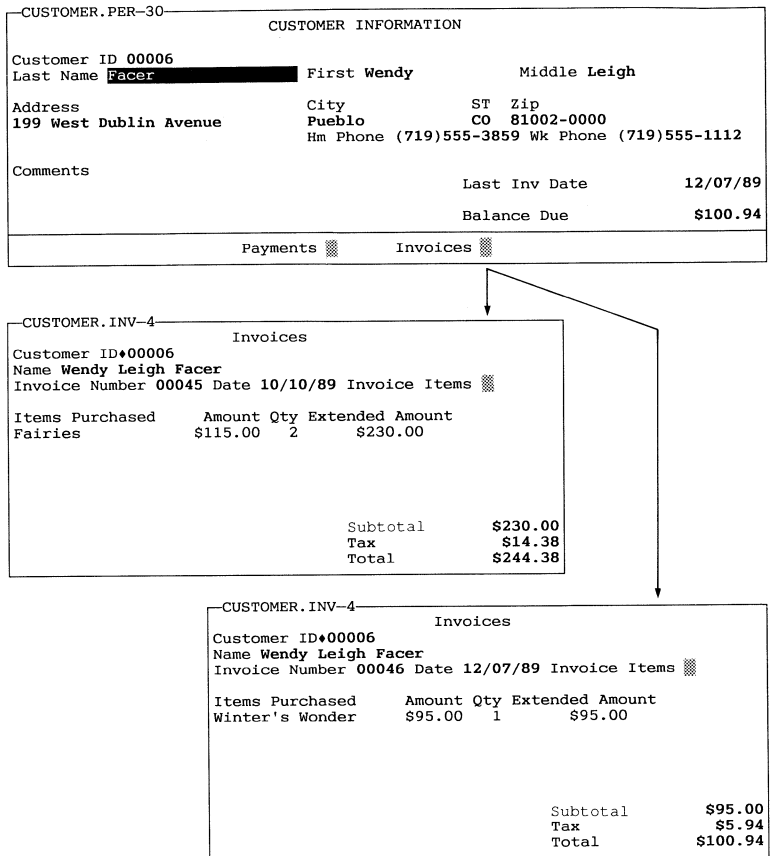 CUSTOMER.PER—30
CUSTOMER INFORMATION
Customer ID 00006
Last Name Facer First Wendy Middle Leigh
Address City ST Zip
199 West Dublin Avenue Pueblo CO 81002-0000
Hm Phone (719)555-3859 Wk Phone (719)555-1112
Comments
Last Inv Date 12/07/89
Balance Due $100.94
Payments Invoices
CUSTOMER.INV—4
Invoices
Customer ID♦00006
Name Wendy Leigh Facer
Invoice Number 00045 Date 10/10/89 Invoice Items
Items Purchased Amount Qty Extended Amount
Fairies $115.00 2 $230.00
Subtotal $230.00
Tax $14.38
Total $244.38
CUSTOMER.INV—4
Invoices
Customer ID♦00006
Name Wendy Leigh Facer
Invoice Number 00046 Date 12/07/89 Invoice Items
Items Purchased Amount Qty Extended Amount
Winter's Wonder $95.00 1 $95.00
Subtotal $95.00
Tax $5.94
Total $100.94